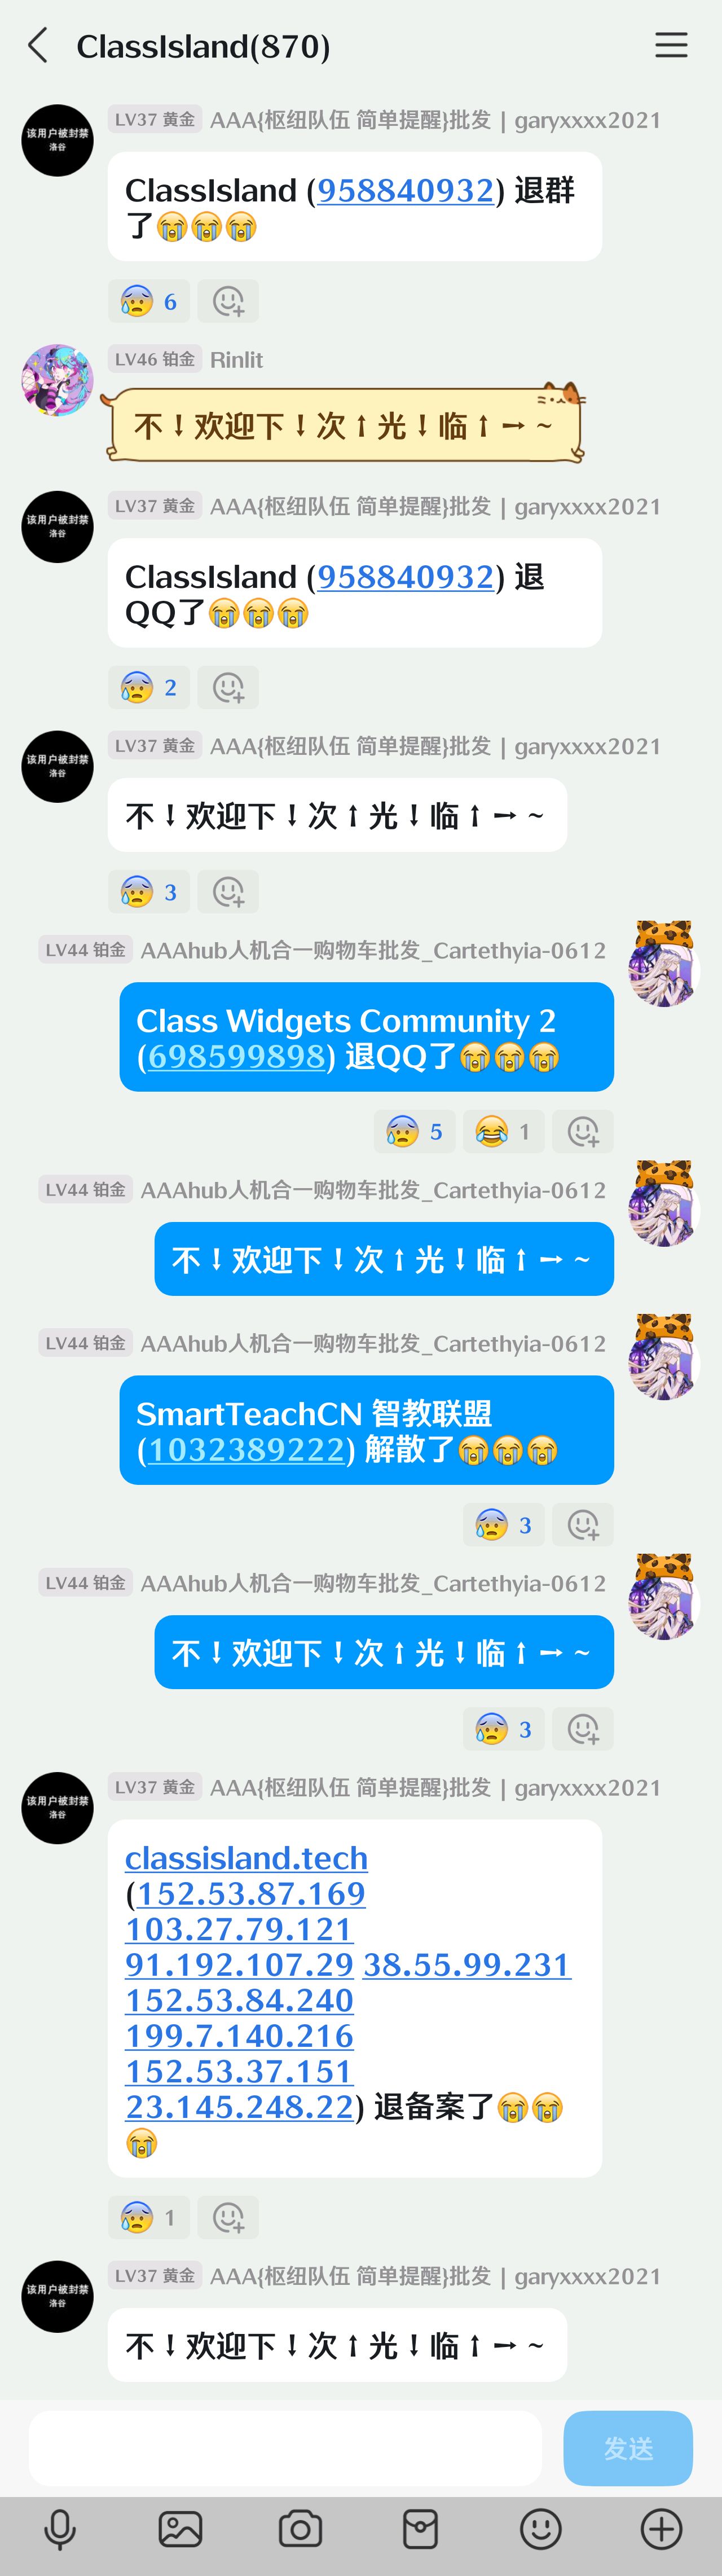 ClassIsland(870)
该用户被封禁
洛谷
LV37 黄金 AAA{枢纽队伍 简单提醒}批发 | garyxxxx2021
ClassIsland (958840932) 退群
了😭😭😭
😰 6
LV46 铂金 Rinlit
不！欢迎下！次↑光！临↑→~
该用户被封禁
洛谷
LV37 黄金 AAA{枢纽队伍 简单提醒}批发 | garyxxxx2021
ClassIsland (958840932) 退
QQ了😭😭😭
😰 2
该用户被封禁
洛谷
LV37 黄金 AAA{枢纽队伍 简单提醒}批发 | garyxxxx2021
不！欢迎下！次↑光！临↑→~
😰 3
LV44 铂金 AAAhub人机合一购物车批发_Cartethyia-0612
Class Widgets Community 2
(698599898) 退QQ了😭😭😭
😰 5 😂 1
LV44 铂金 AAAhub人机合一购物车批发_Cartethyia-0612
不！欢迎下！次↑光！临↑→~
LV44 铂金 AAAhub人机合一购物车批发_Cartethyia-0612
SmartTeachCN 智教联盟
(1032389222) 解散了😭😭😭
😰 3
LV44 铂金 AAAhub人机合一购物车批发_Cartethyia-0612
不！欢迎下！次↑光！临↑→~
😰 3
该用户被封禁
洛谷
LV37 黄金 AAA{枢纽队伍 简单提醒}批发 | garyxxxx2021
classisland.tech
(152.53.87.169
103.27.79.121
91.192.107.29 38.55.99.231
152.53.84.240
199.7.140.216
152.53.37.151
23.145.248.22) 退备案了😭😭
😭
😰 1
该用户被封禁
洛谷
LV37 黄金 AAA{枢纽队伍 简单提醒}批发 | garyxxxx2021
不！欢迎下！次↑光！临↑→~
发送